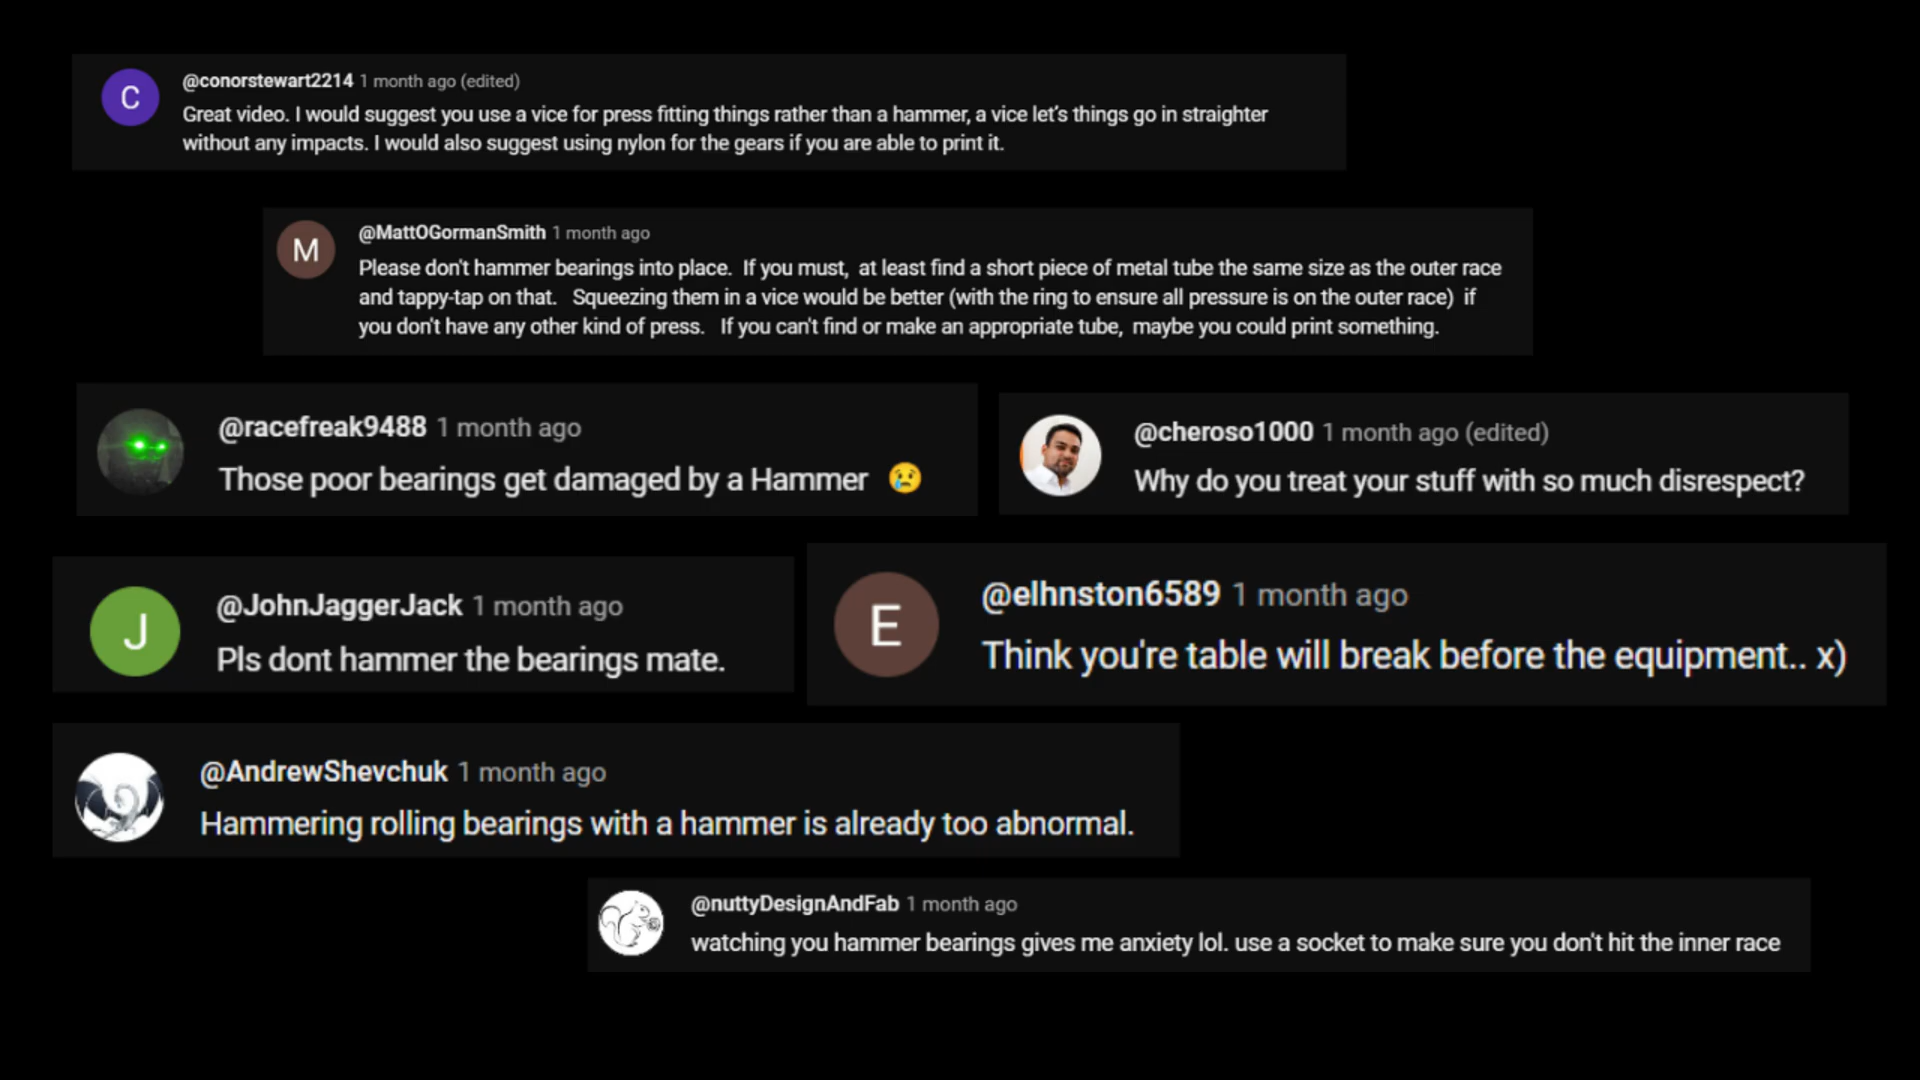 C
@conorstewart2214 1 month ago (edited)
Great video. I would suggest you use a vice for press fitting things rather than a hammer, a vice let's things go in straighter
without any impacts. I would also suggest using nylon for the gears if you are able to print it.
M
@MattOGormanSmith 1 month ago
Please don't hammer bearings into place. If you must, at least find a short piece of metal tube the same size as the outer race
and tappy-tap on that. Squeezing them in a vice would be better (with the ring to ensure all pressure is on the outer race) if
you don't have any other kind of press. If you can't find or make an appropriate tube, maybe you could print something.
@racefreak9488 1 month ago
Those poor bearings get damaged by a Hammer 😢
@cheroso1000 1 month ago (edited)
Why do you treat your stuff with so much disrespect?
J
@JohnJaggerJack 1 month ago
Pls dont hammer the bearings mate.
E
@elhnston6589 1 month ago
Think you're table will break before the equipment.. x)
@AndrewShevchuk 1 month ago
Hammering rolling bearings with a hammer is already too abnormal.
@nuttyDesignAndFab 1 month ago
watching you hammer bearings gives me anxiety lol. use a socket to make sure you don't hit the inner race